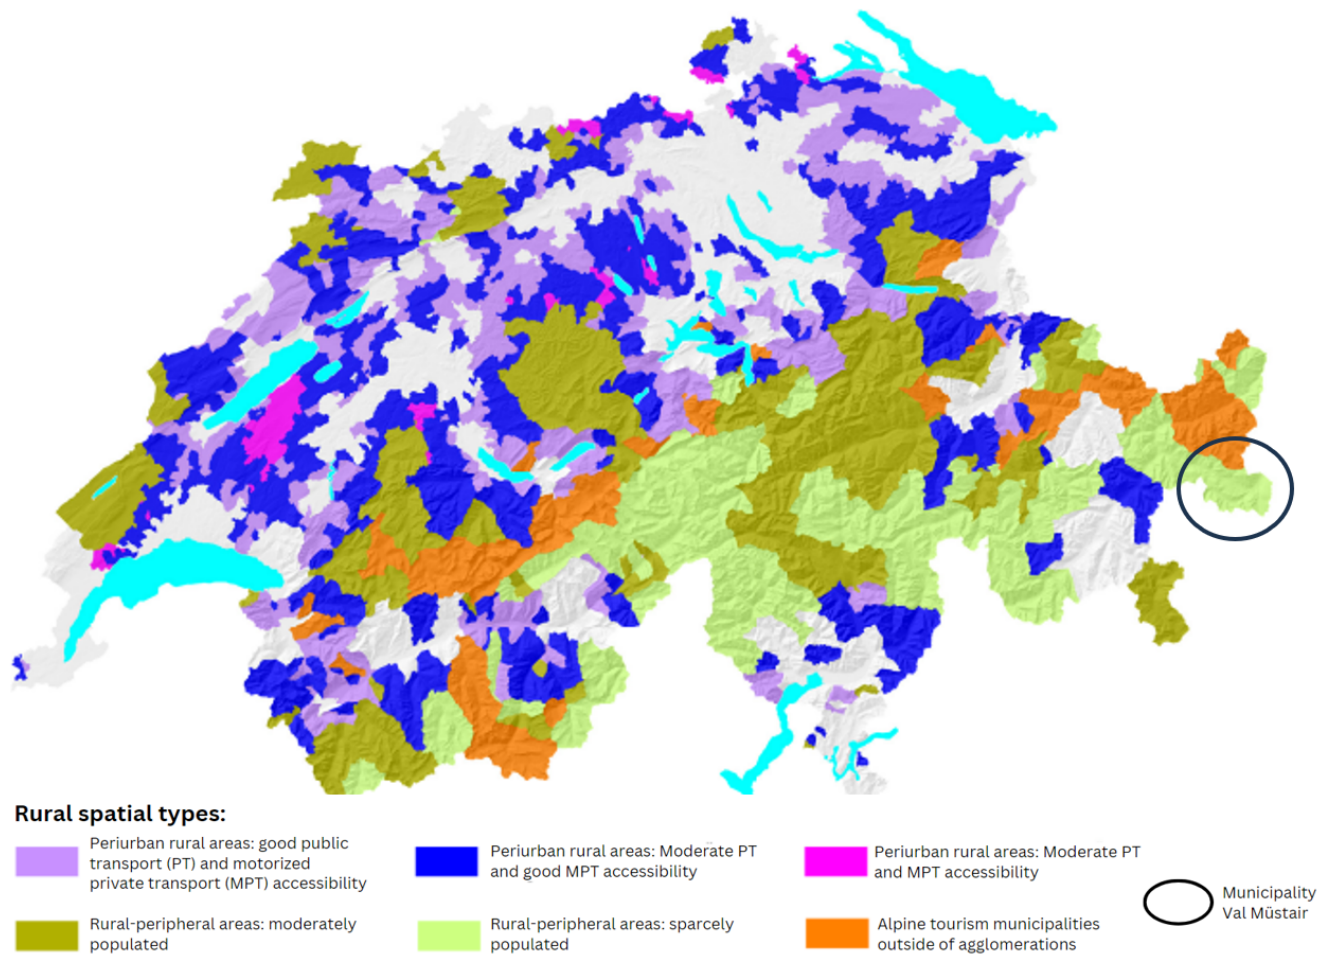 Rural spatial types:
Periurban rural areas: good public
transport (PT) and motorized
private transport (MPT) accessibility
Periurban rural areas: Moderate PT
and good MPT accessibility
Periurban rural areas: Moderate PT
and MPT accessibility
Rural-peripheral areas: moderately
populated
Rural-peripheral areas: sparcely
populated
Alpine tourism municipalities
outside of agglomerations
Municipality
Val Müstair